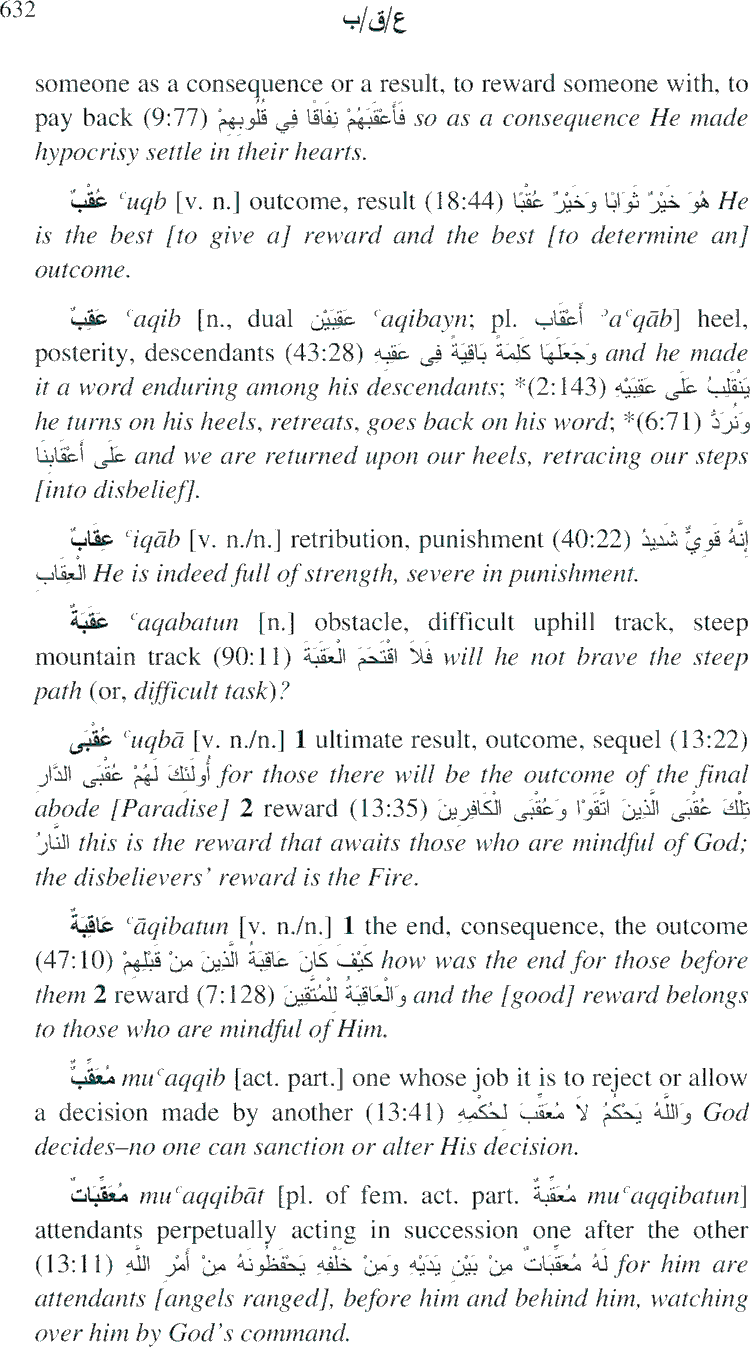 632
ع/ق/ب
someone as a consequence or a result, to reward someone with, to
pay back (9:77) فَأَعْقَبَهُمْ نِفَاقًا فِي قُلُوبِهِمْ so as a consequence He made
hypocrisy settle in their hearts.
عُقْبٌ ʿuqb [v. n.] outcome, result (18:44) هُوَ خَيْرٌ ثَوَابًا وَخَيْرٌ عُقْبًا He
is the best [to give a] reward and the best [to determine an]
outcome.
عَقِبٌ ʿaqib [n., dual عَقِبَيْن ʿaqibayn; pl. أَعْقَاب ʾaʿqāb] heel,
posterity, descendants (43:28) وَجَعَلَهَا كَلِمَةً بَاقِيَةً فِى عَقِبِهِ and he made
it a word enduring among his descendants; *(2:143) يَنْقَلِبُ عَلَى عَقِبَيْهِ
he turns on his heels, retreats, goes back on his word; *(6:71) وَنُرَدُّ
عَلَى أَعْقَابِنَا and we are returned upon our heels, retracing our steps
[into disbelief].
عِقَابٌ ʿiqāb [v. n./n.] retribution, punishment (40:22) إِنَّهُ قَوِيٌّ شَدِيدُ
الْعِقَابِ He is indeed full of strength, severe in punishment.
عَقَبَةٌ ʿaqabatun [n.] obstacle, difficult uphill track, steep
mountain track (90:11) فَلاَ اقْتَحَمَ الْعَقَبَةَ will he not brave the steep
path (or, difficult task)?
عُقْبَى ʿuqbā [v. n./n.] 1 ultimate result, outcome, sequel (13:22)
أُولَئِكَ لَهُمْ عُقْبَى الدَّارِ for those there will be the outcome of the final
abode [Paradise] 2 reward (13:35) تِلْكَ عُقْبَى الَّذِينَ اتَّقَوْا وَعُقْبَى الْكَافِرِينَ
النَّارُ this is the reward that awaits those who are mindful of God;
the disbelievers’ reward is the Fire.
عَاقِبَةٌ ʿāqibatun [v. n./n.] 1 the end, consequence, the outcome
(47:10) كَيْفَ كَانَ عَاقِبَةُ الَّذِينَ مِنْ قَبْلِهِمْ how was the end for those before
them 2 reward (7:128) وَالْعَاقِبَةُ لِلْمُتَّقِينَ and the [good] reward belongs
to those who are mindful of Him.
مُعَقِّبٌ muʿaqqib [act. part.] one whose job it is to reject or allow
a decision made by another (13:41) وَاللَّهُ يَحْكُمُ لاَ مُعَقِّبَ لِحُكْمِهِ God
decides–no one can sanction or alter His decision.
مُعَقِّبَاتٌ muʿaqqibāt [pl. of fem. act. part. مُعَقِّبَةٌ muʿaqqibatun]
attendants perpetually acting in succession one after the other
(13:11) لَهُ مُعَقِّبَاتٌ مِنْ بَيْنِ يَدَيْهِ وَمِنْ خَلْفِهِ يَحْفَظُونَهُ مِنْ أَمْرِ اللَّهِ for him are
attendants [angels ranged], before him and behind him, watching
over him by God’s command.